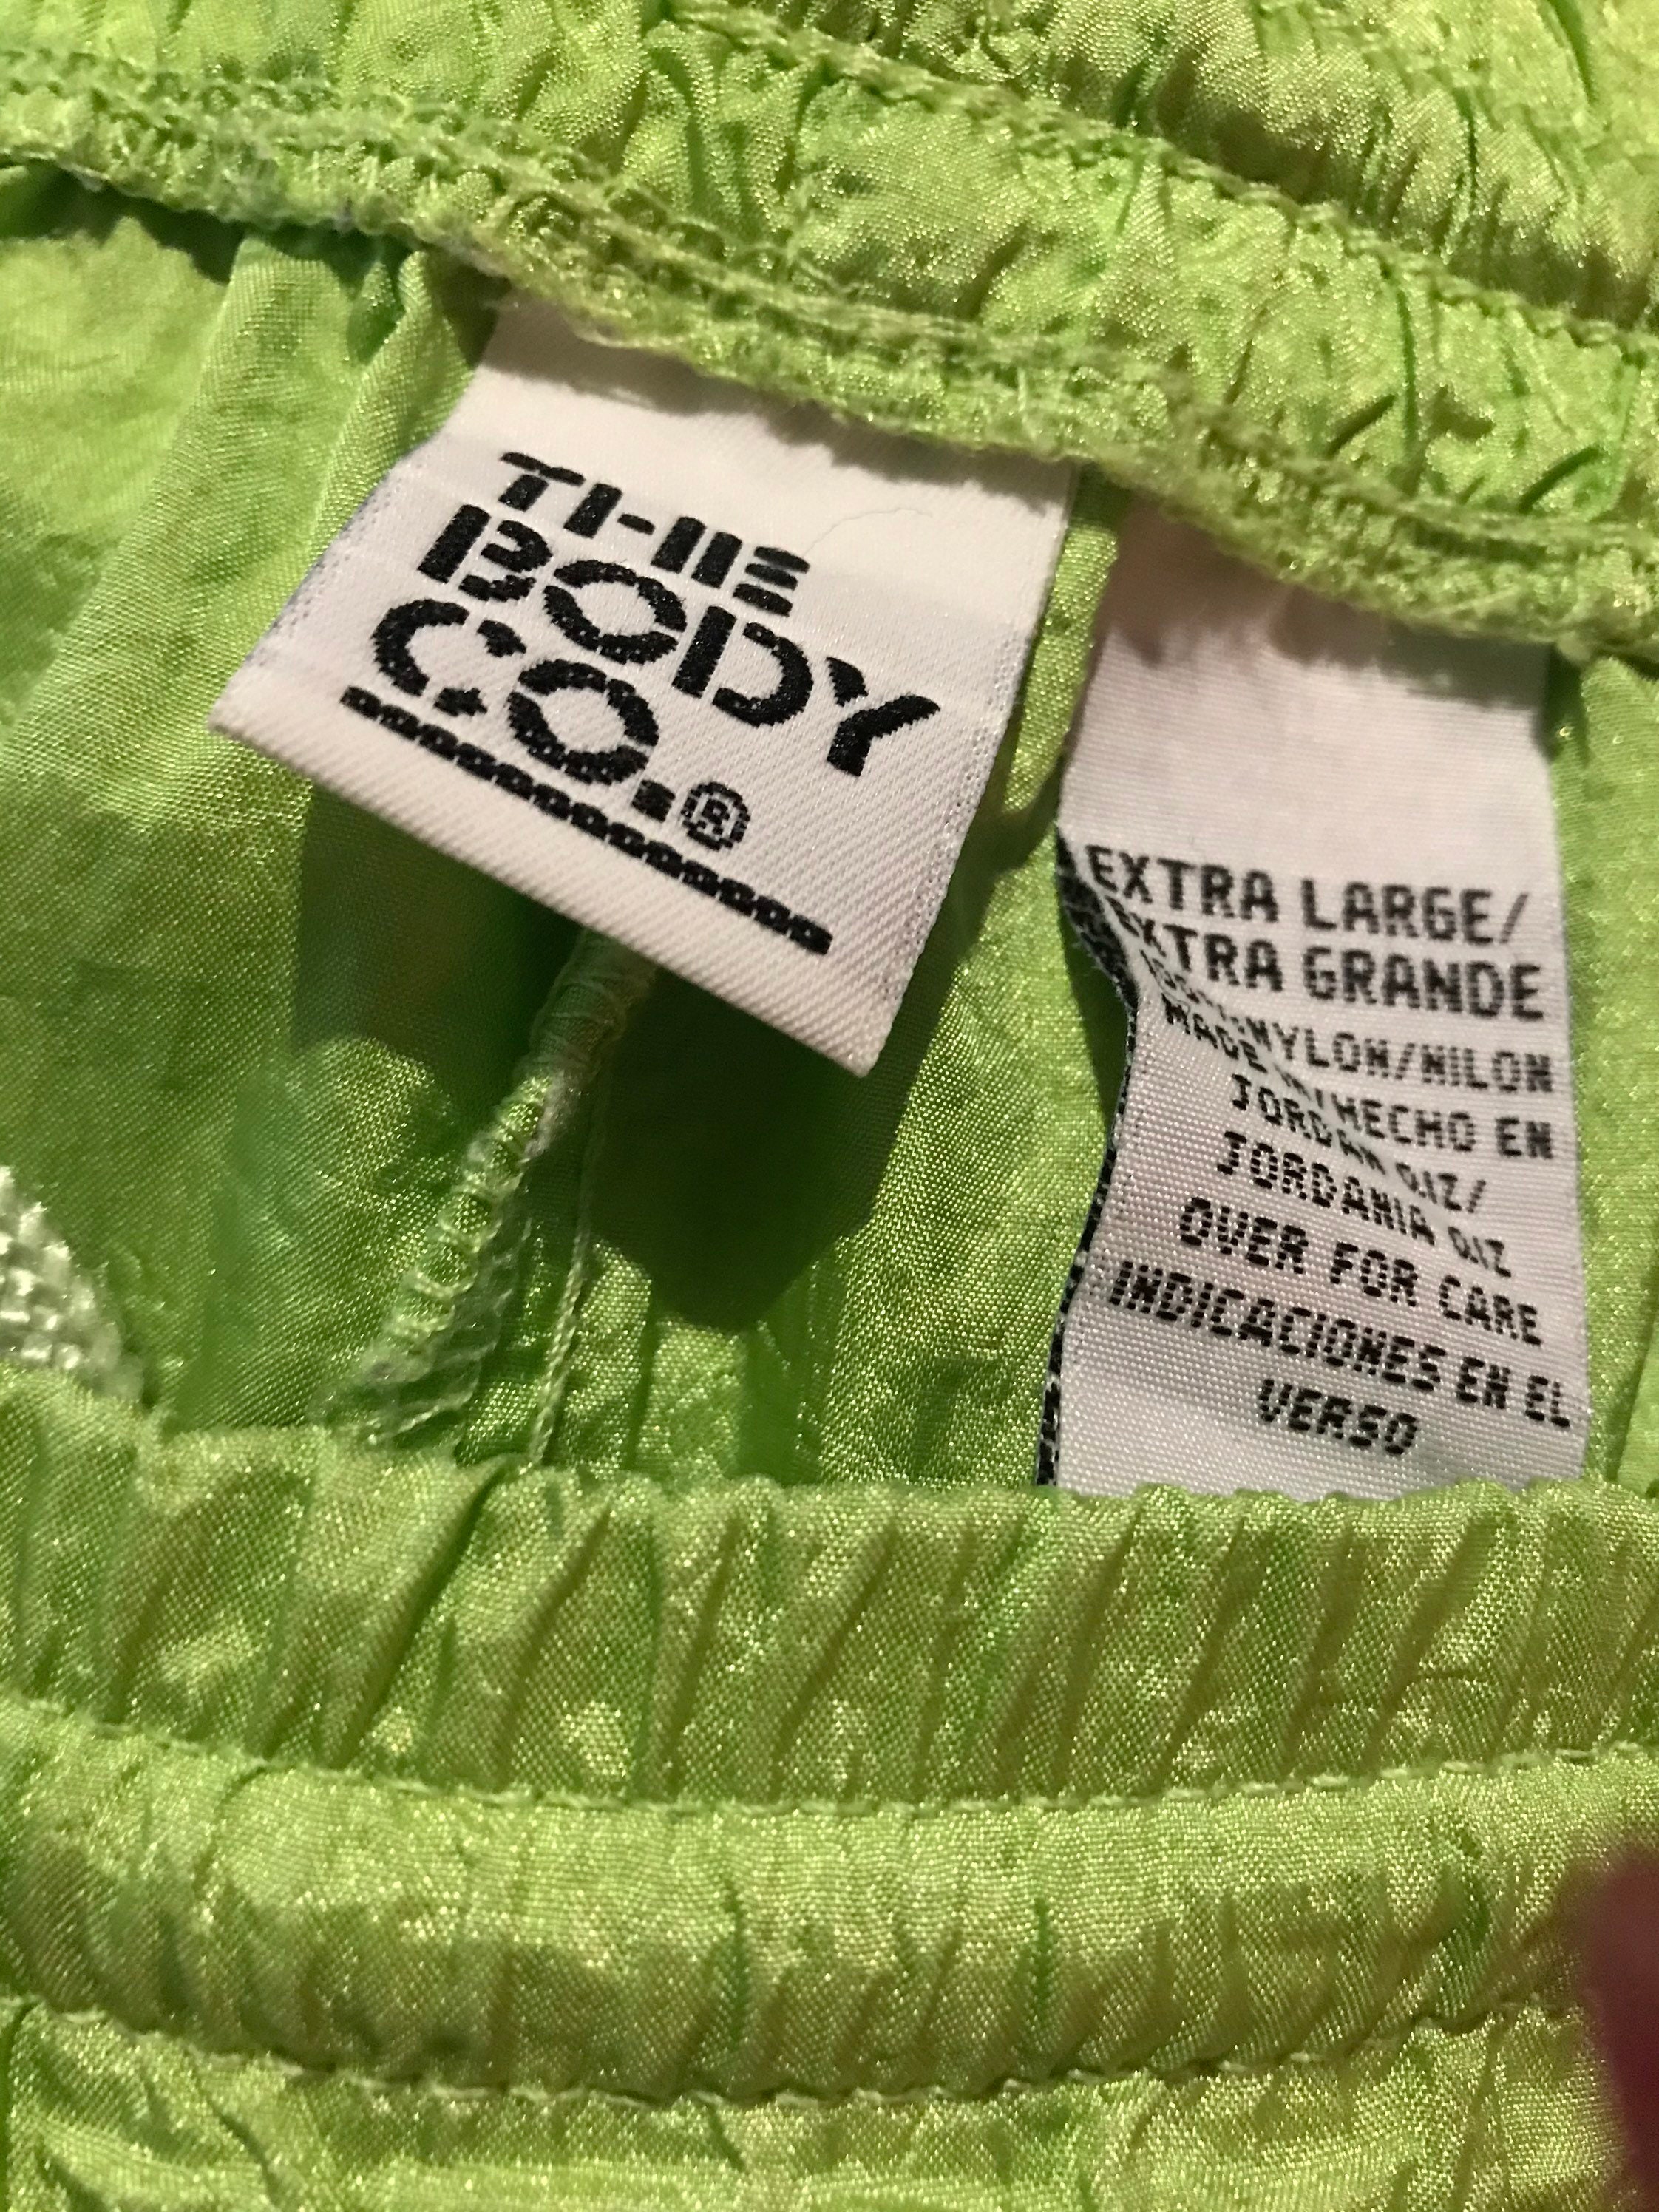 THE
BODY
CO.®
EXTRA LARGE/
EXTRA GRANDE
NYLON/NILON
MADE IN/HECHO EN
JORDAN QIZ/
JORDANIA QIZ
OVER FOR CARE
INDICACIONES EN EL
VERSO